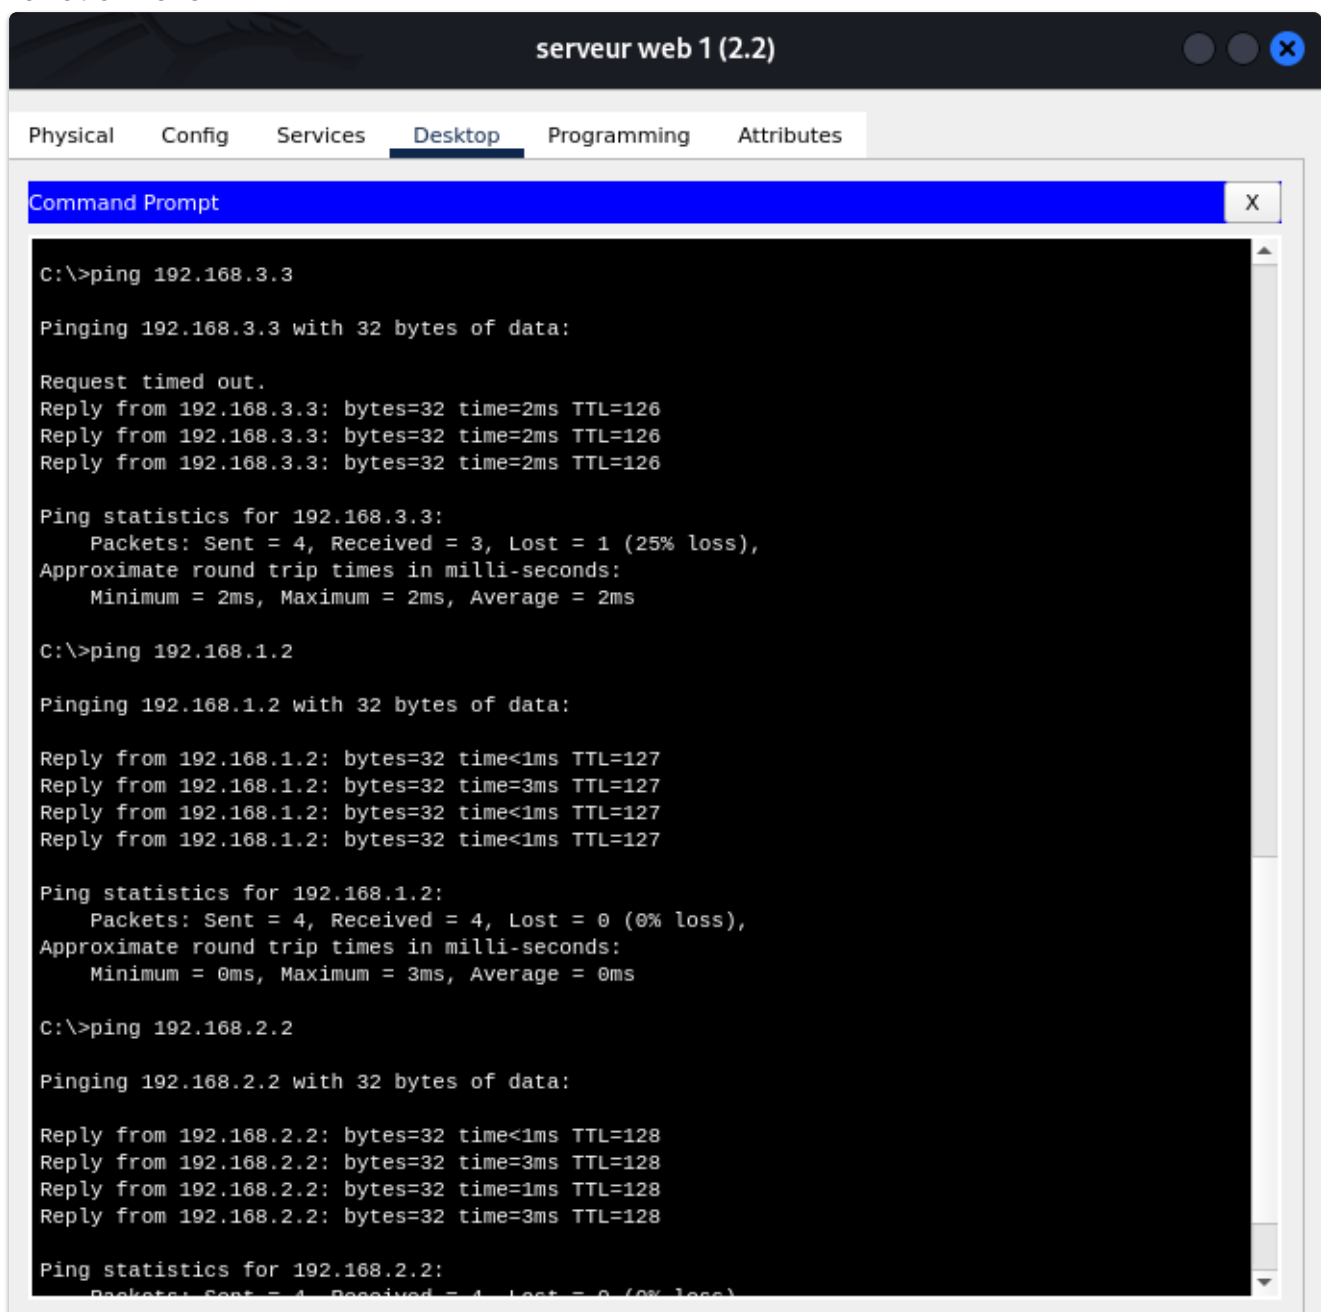 serveur web 1 (2.2)
Physical Config Services Desktop Programming Attributes
Command Prompt X
C:\>ping 192.168.3.3
Pinging 192.168.3.3 with 32 bytes of data:
Request timed out.
Reply from 192.168.3.3: bytes=32 time=2ms TTL=126
Reply from 192.168.3.3: bytes=32 time=2ms TTL=126
Reply from 192.168.3.3: bytes=32 time=2ms TTL=126
Ping statistics for 192.168.3.3:
Packets: Sent = 4, Received = 3, Lost = 1 (25% loss),
Approximate round trip times in milli-seconds:
Minimum = 2ms, Maximum = 2ms, Average = 2ms
C:\>ping 192.168.1.2
Pinging 192.168.1.2 with 32 bytes of data:
Reply from 192.168.1.2: bytes=32 time<1ms TTL=127
Reply from 192.168.1.2: bytes=32 time=3ms TTL=127
Reply from 192.168.1.2: bytes=32 time<1ms TTL=127
Reply from 192.168.1.2: bytes=32 time<1ms TTL=127
Ping statistics for 192.168.1.2:
Packets: Sent = 4, Received = 4, Lost = 0 (0% loss),
Approximate round trip times in milli-seconds:
Minimum = 0ms, Maximum = 3ms, Average = 0ms
C:\>ping 192.168.2.2
Pinging 192.168.2.2 with 32 bytes of data:
Reply from 192.168.2.2: bytes=32 time<1ms TTL=128
Reply from 192.168.2.2: bytes=32 time=3ms TTL=128
Reply from 192.168.2.2: bytes=32 time=1ms TTL=128
Reply from 192.168.2.2: bytes=32 time=3ms TTL=128
Ping statistics for 192.168.2.2:
Packets: Sent = 4, Received = 4, Lost = 0 (0% loss)